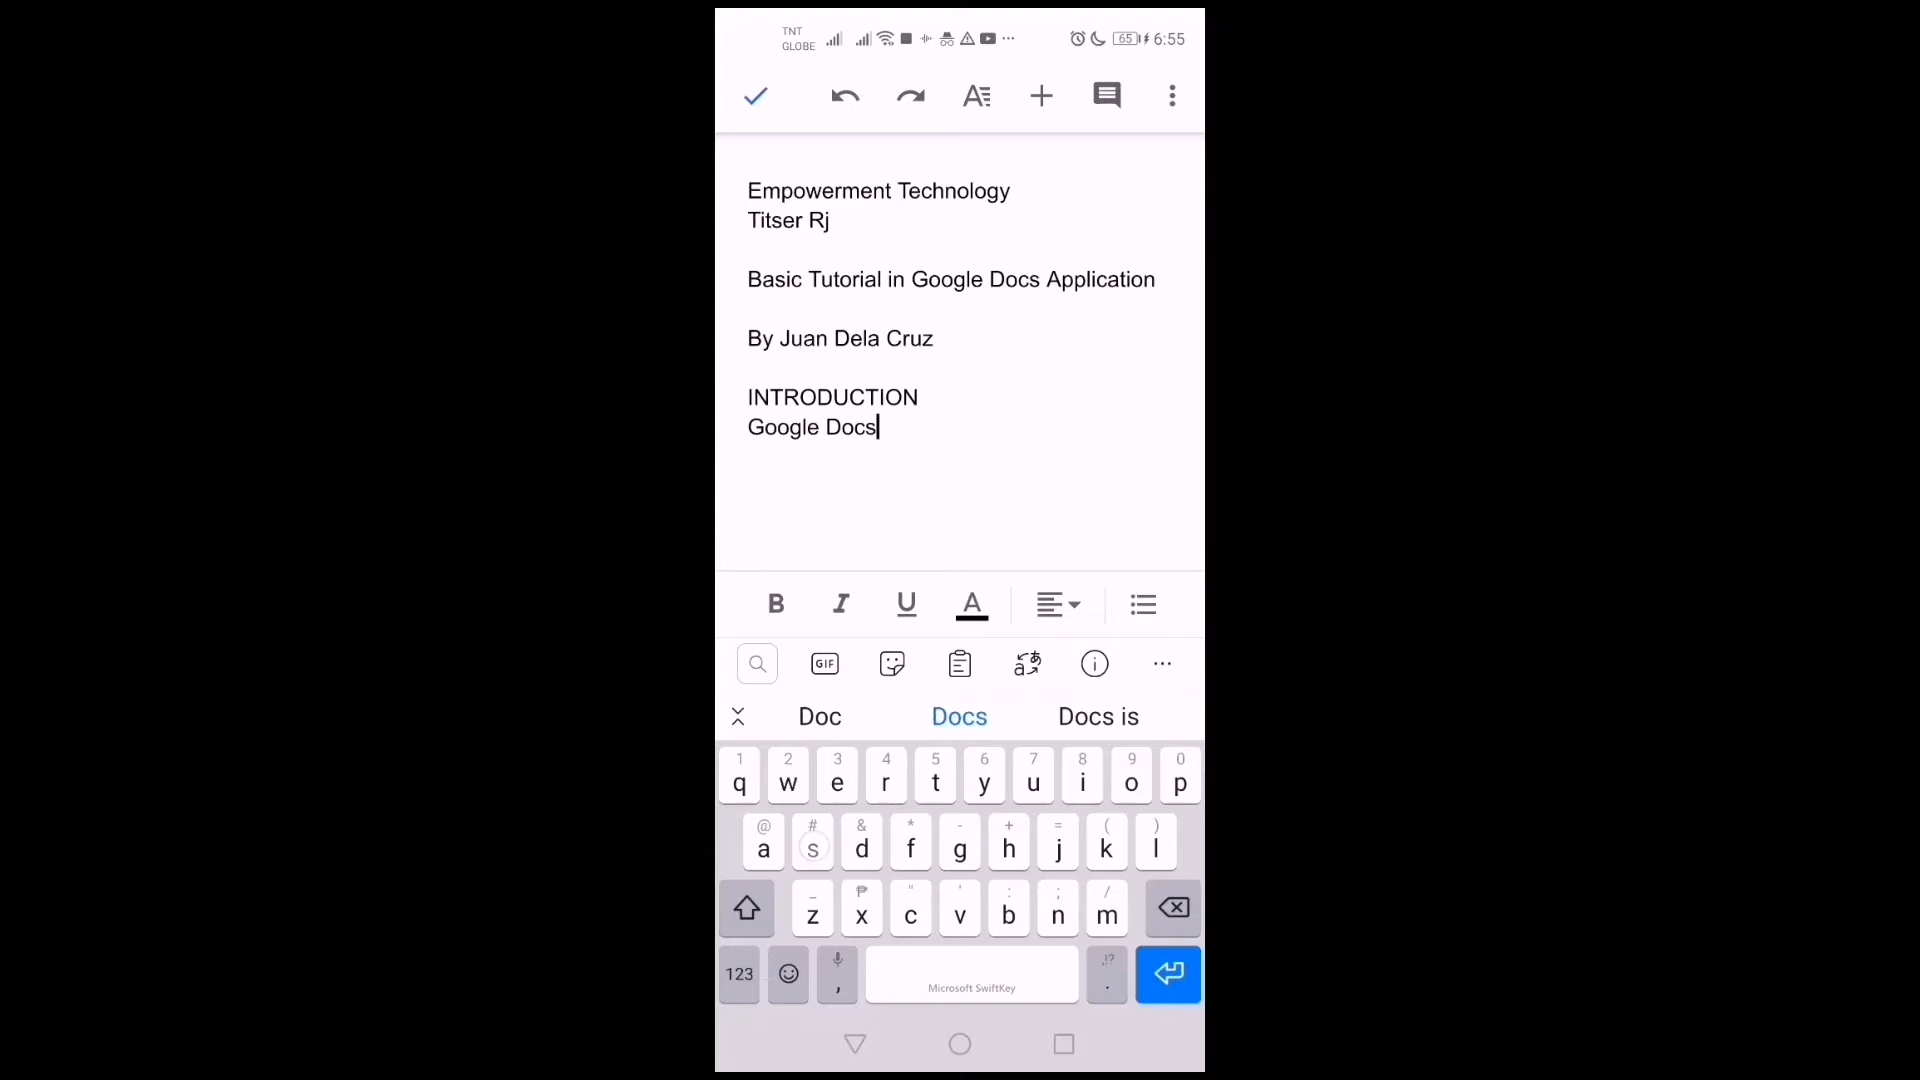 TNT
GLOBE
65 6:55
Empowerment Technology
Titser Rj
Basic Tutorial in Google Docs Application
By Juan Dela Cruz
INTRODUCTION
Google Docs
B I U A
GIF
Doc Docs Docs is
1 2 3 4 5 6 7 8 9 0
q w e r t y u i o p
@ # & * - + = ( )
a s d f g h j k l
_ ₱ " ' : ; /
z x c v b n m
123 , Microsoft SwiftKey ,!? .